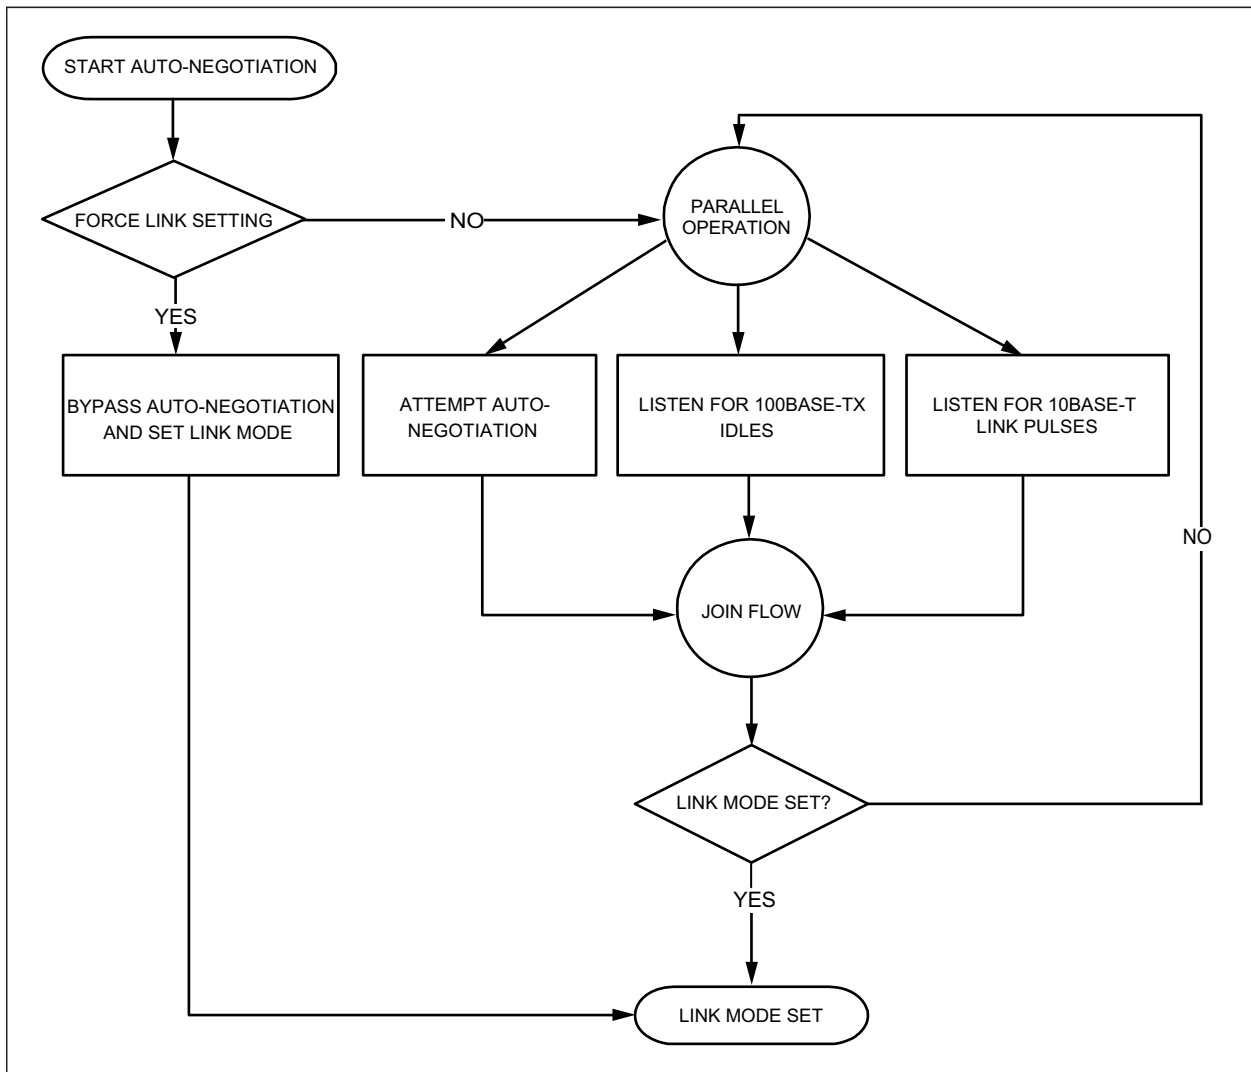 START AUTO-NEGOTIATION
FORCE LINK SETTING
NO
PARALLEL
OPERATION
YES
BYPASS AUTO-NEGOTIATION
AND SET LINK MODE
ATTEMPT AUTO-
NEGOTIATION
LISTEN FOR 100BASE-TX
IDLES
LISTEN FOR 10BASE-T
LINK PULSES
NO
JOIN FLOW
LINK MODE SET?
YES
LINK MODE SET